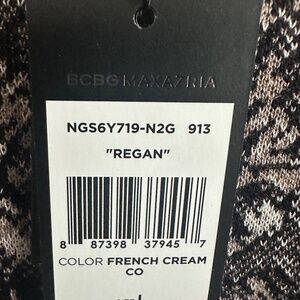 BCBGMAXAZRIA
NGS6Y719-N2G 913
"REGAN"
8 87398 37945 7
COLOR FRENCH CREAM
CO